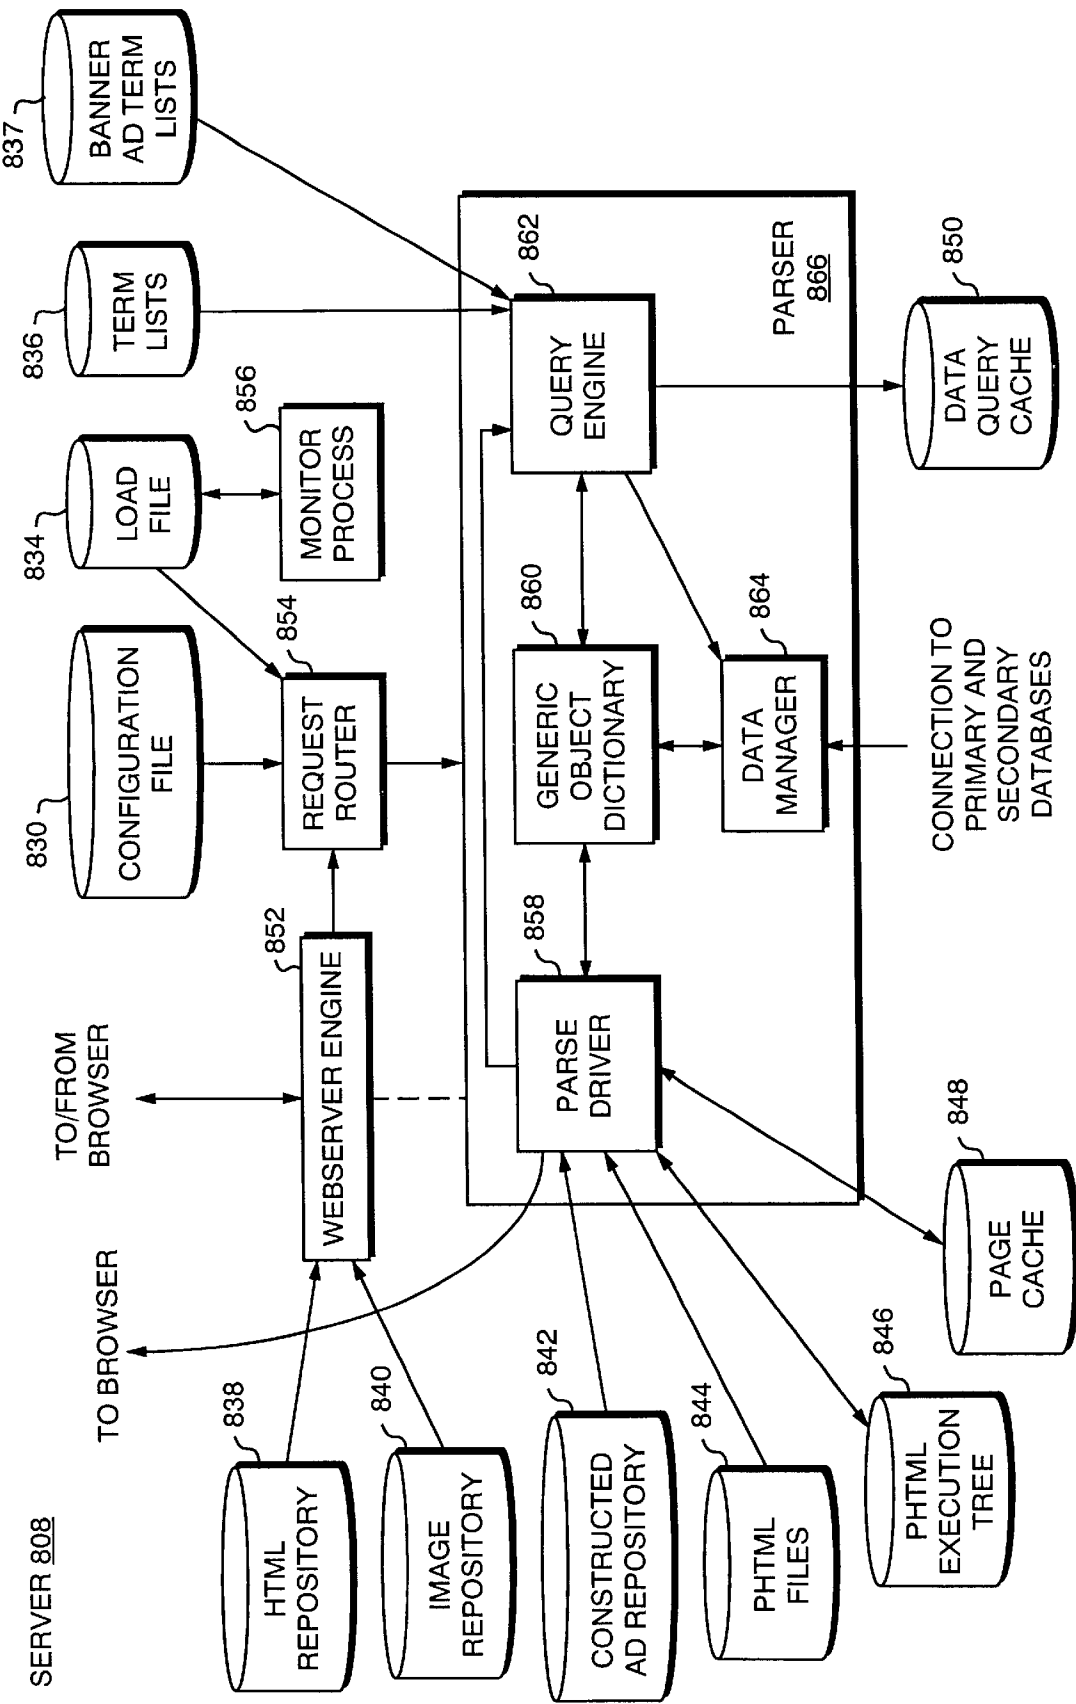 SERVER 808
TO BROWSER
TO/FROM
BROWSER
830
CONFIGURATION
FILE
834
LOAD
FILE
836
TERM
LISTS
837
BANNER
AD TERM
LISTS
838
HTML
REPOSITORY
840
IMAGE
REPOSITORY
852
WEBSERVER ENGINE
854
REQUEST
ROUTER
856
MONITOR
PROCESS
842
CONSTRUCTED
AD REPOSITORY
844
PHTML
FILES
846
PHTML
EXECUTION
TREE
848
PAGE
CACHE
858
PARSE
DRIVER
860
GENERIC
OBJECT
DICTIONARY
862
QUERY
ENGINE
864
DATA
MANAGER
PARSER
866
CONNECTION TO
PRIMARY AND
SECONDARY
DATABASES
850
DATA
QUERY
CACHE